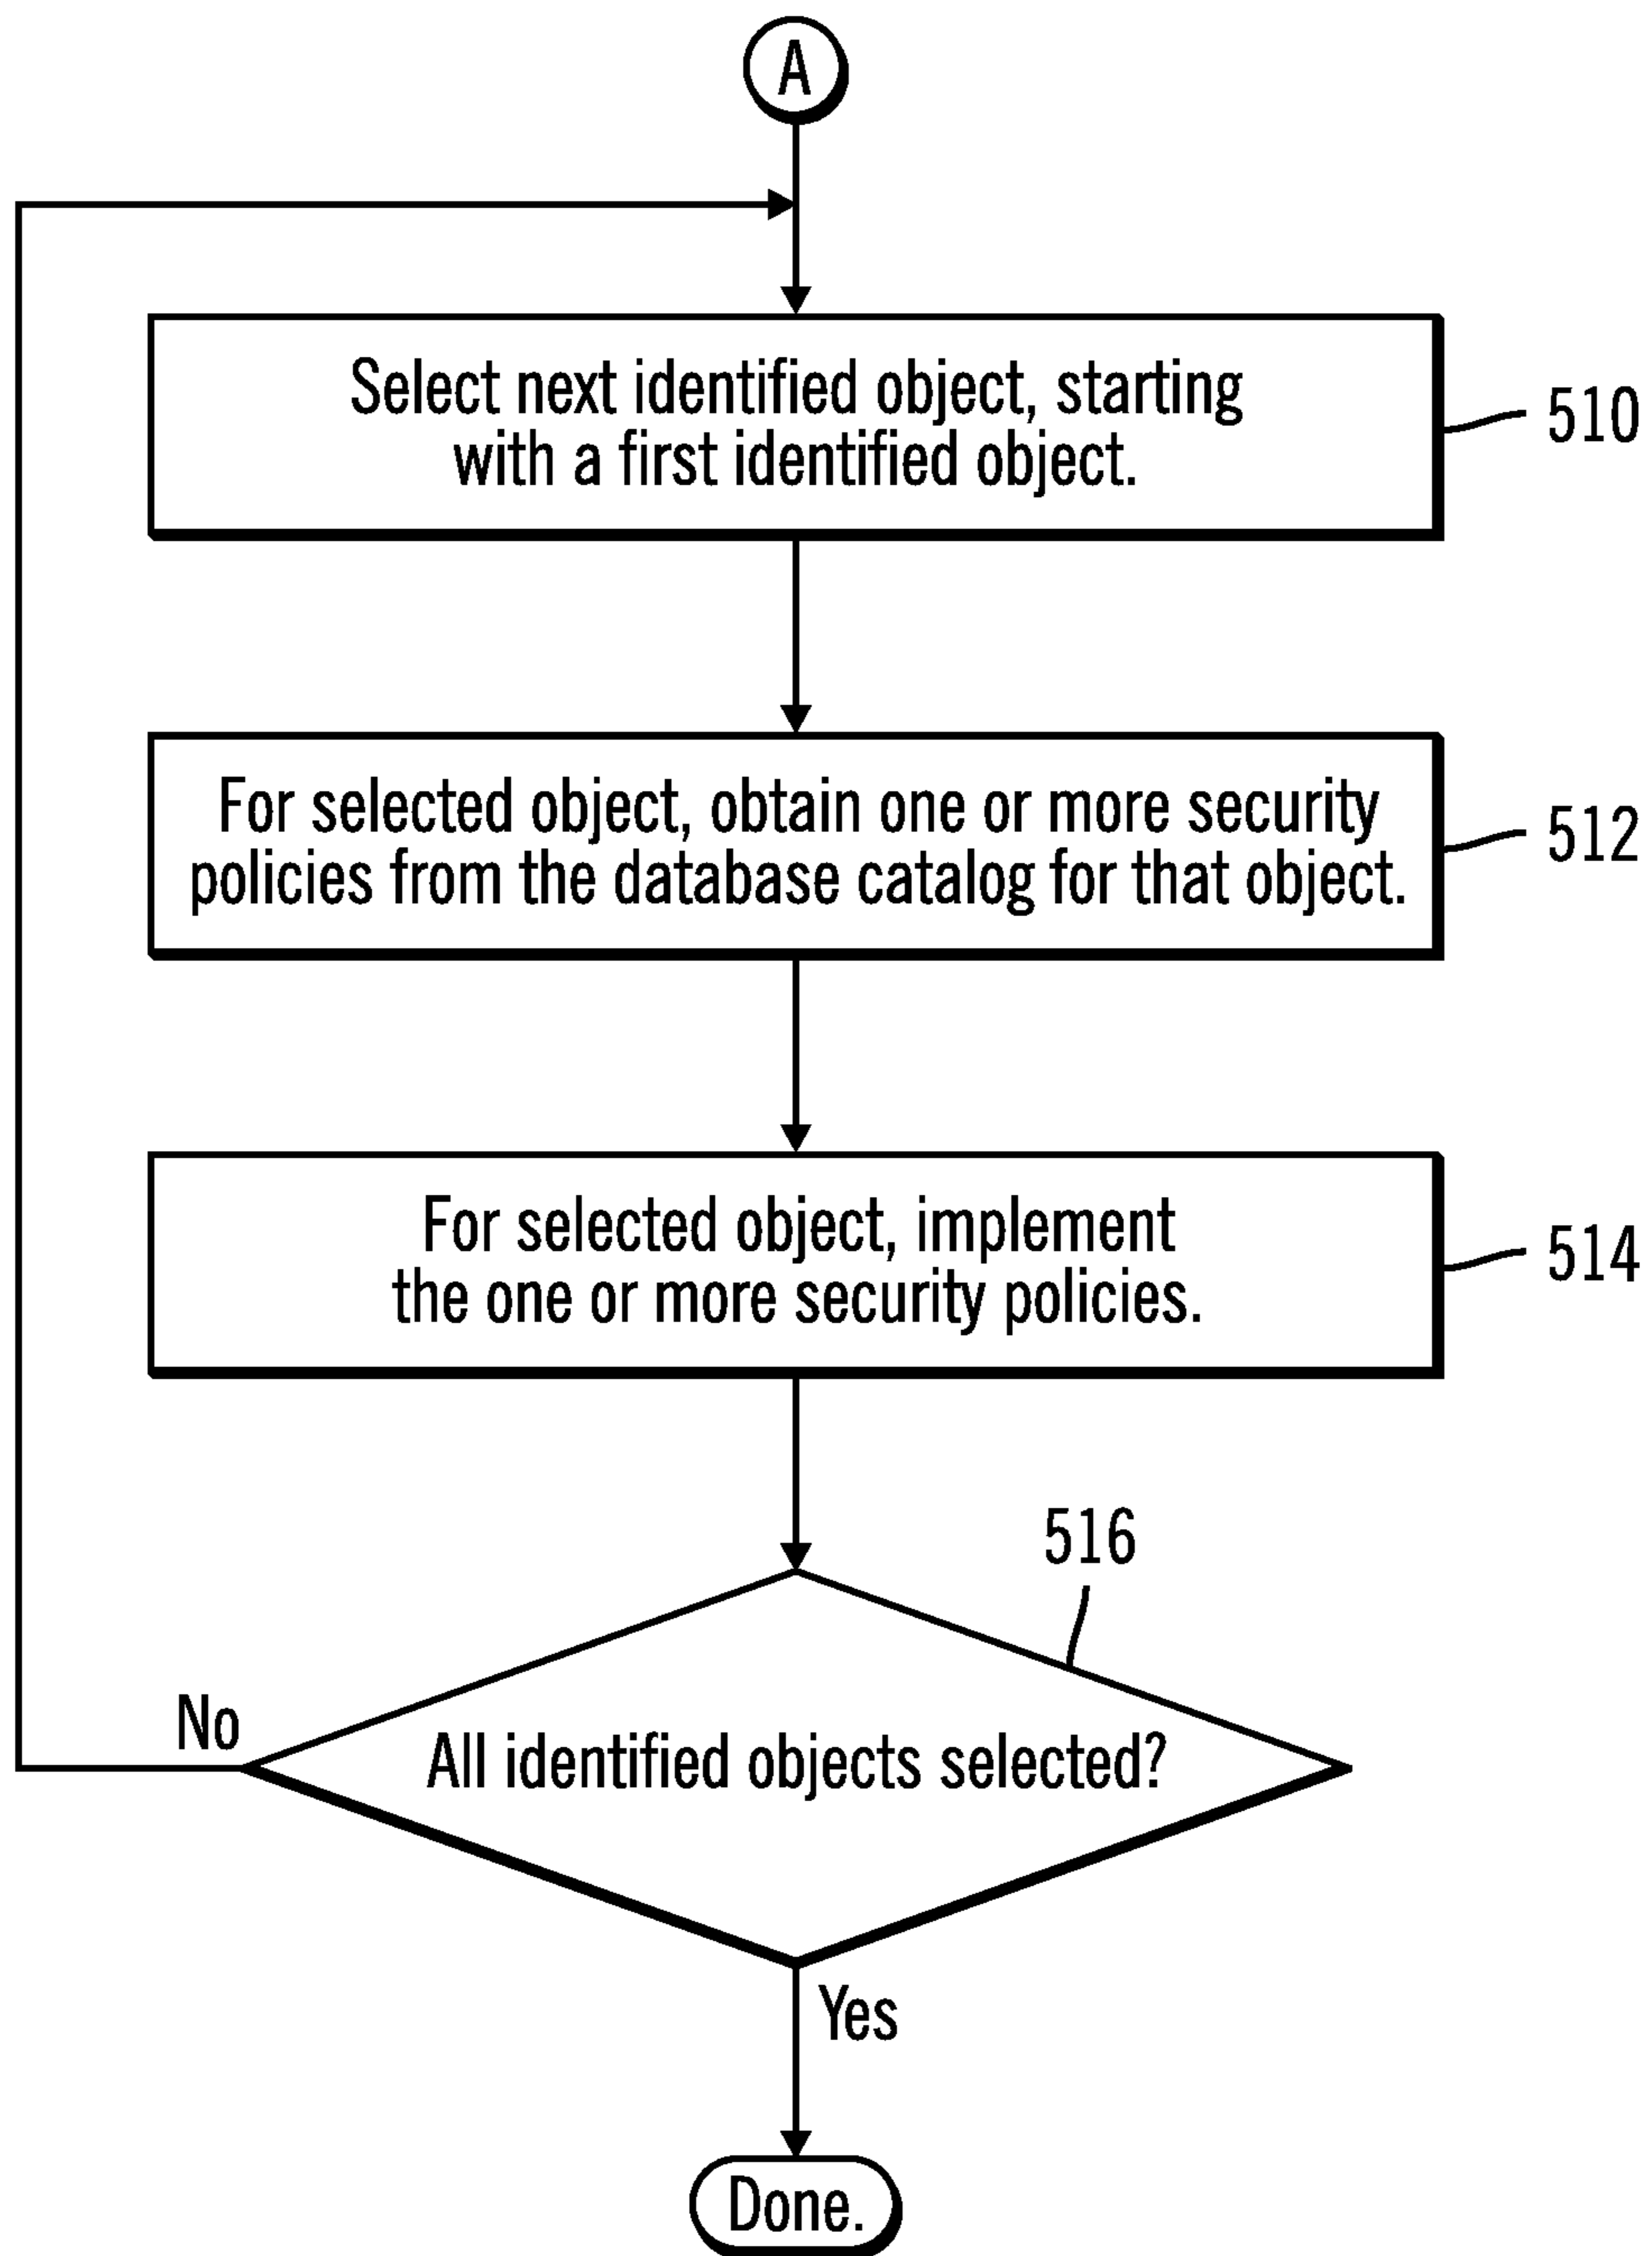 A
Select next identified object, starting
with a first identified object.
510
For selected object, obtain one or more security
policies from the database catalog for that object.
512
For selected object, implement
the one or more security policies.
514
516
No
All identified objects selected?
Yes
Done.